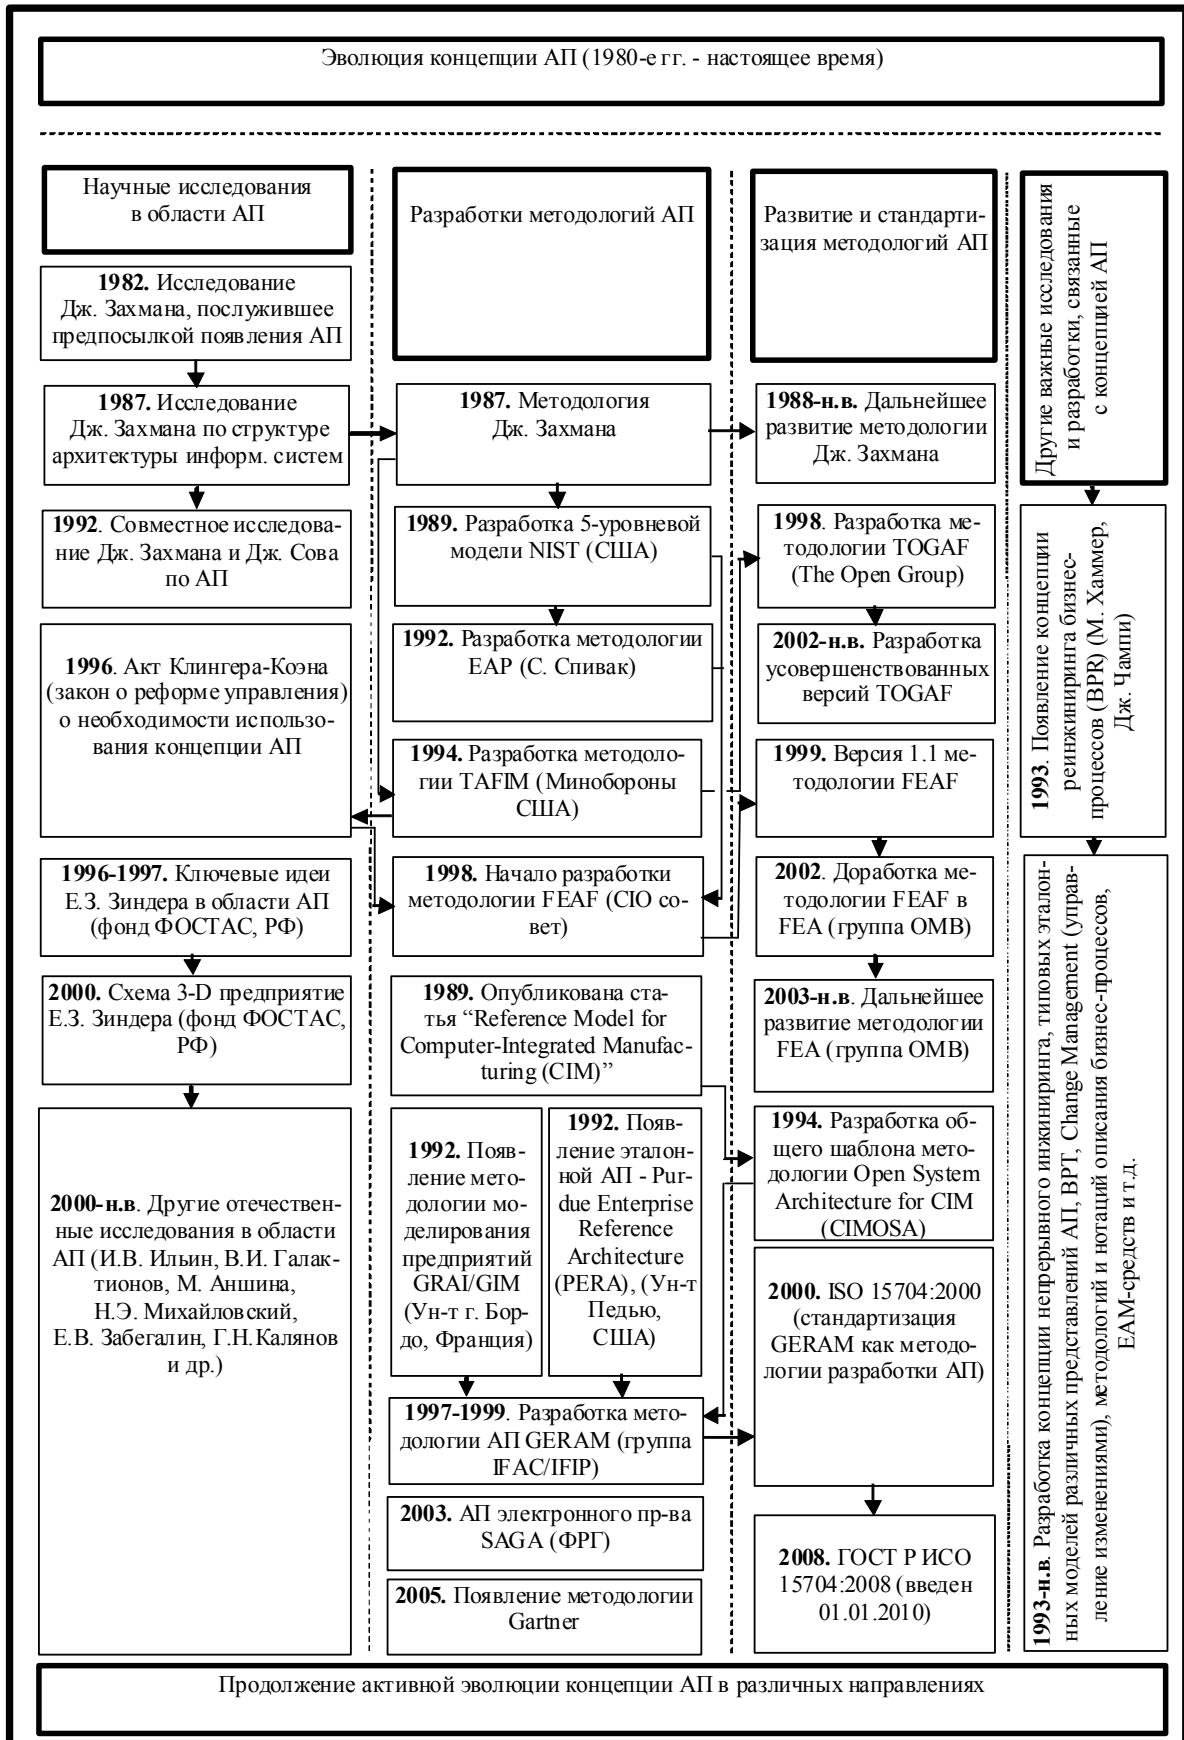 Эволюция концепции АП (1980-е гг. - настоящее время)
Научные исследования
в области АП
1982. Исследование
Дж. Захмана, послужившее
предпосылкой появления АП
1987. Исследование
Дж. Захмана по структуре
архитектуры информ. систем
1992. Совместное исследова-
ние Дж. Захмана и Дж. Сова
по АП
1996. Акт Клингера-Коэна
(закон о реформе управления)
о необходимости использо-
вания концепции АП
1996-1997. Ключевые идеи
Е.З. Зиндера в области АП
(фонд ФОСТАС, РФ)
2000. Схема 3-D предприятие
Е.З. Зиндера (фонд ФОСТАС,
РФ)
2000-н.в. Другие отечествен-
ные исследования в области
АП (И.В. Ильин, В.И. Галак-
тионов, М. Аншина,
Н.Э. Михайловский,
Е.В. Забегалин, Г.Н.Калянов
и др.)
Разработки методологий АП
1987. Методология
Дж. Захмана
1989. Разработка 5-уровневой
модели NIST (США)
1992. Разработка методологии
EAP (С. Спивак)
1994. Разработка методоло-
гии TAFIM (Минобороны
США)
1998. Начало разработки
методологии FEAF (CIO со-
вет)
1989. Опубликована ста-
тья “Reference Model for
Computer-Integrated Manufac-
turing (CIM)”
1992. Появ-
ление мето-
дологии мо-
делирования
предприятий
GRAI/GIM
(Ун-т г. Бор-
до, Франция)
1992. Появ-
ление эталон-
ной АП - Pur-
due Enterprise
Reference
Architecture
(PERA), (Ун-т
Педью,
США)
1997-1999. Разработка мето-
дологии АП GERAM (группа
IFAC/IFIP)
2003. АП электронного пр-ва
SAGA (ФРГ)
2005. Появление методологии
Gartner
Развитие и стандарти-
зация методологий АП
1988-н.в. Дальнейшее
развитие методологии
Дж. Захмана
1998. Разработка ме-
тодологии TOGAF
(The Open Group)
2002-н.в. Разработка
усовершенствованных
версий TOGAF
1999. Версия 1.1 ме-
тодологии FEAF
2002. Доработка ме-
тодологии FEAF в
FEA (группа OMB)
2003-н.в. Дальнейшее
развитие методологии
FEA (группа OMB)
1994. Разработка об-
щего шаблона мето-
дологии Open System
Architecture for CIM
(CIMOSA)
2000. ISO 15704:2000
(стандартизация
GERAM как методо-
логии разработки АП)
2008. ГОСТ Р ИСО
15704:2008 (введен
01.01.2010)
Другие важные исследования
и разработки, связанные
с концепцией АП
1993. Появление концепции
реинжиниринга бизнес-
процессов (BPR) (М. Хаммер,
Дж. Чампи)
1993-н.в. Разработка концепции непрерывного инжиниринга, типовых эталон-
ных моделей различных представлений АП, BPT, Change Management (управ-
ление изменениями), методологий и нотаций описания бизнес-процессов,
EAM-средств и т.д.
Продолжение активной эволюции концепции АП в различных направлениях